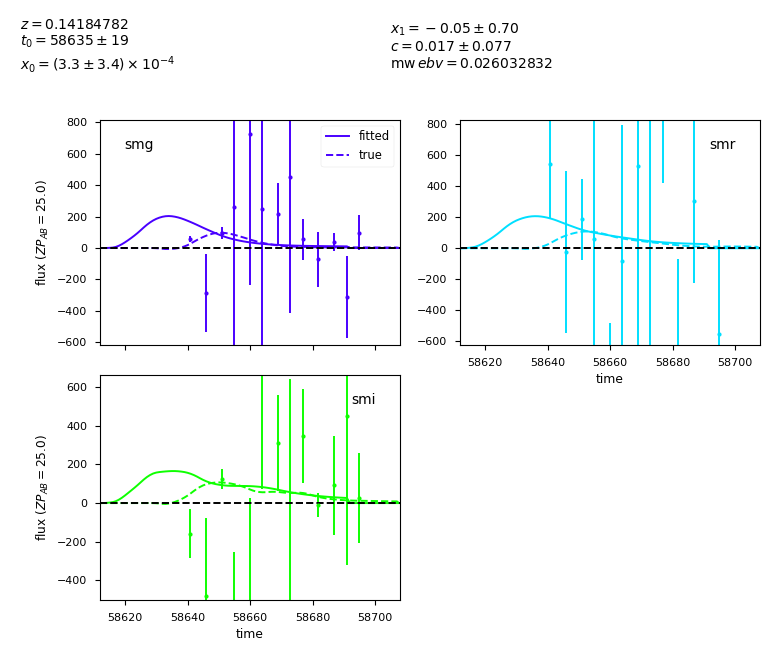 z = 0.14184782
t₀ = 58635 ± 19
x₀ = (3.3 ± 3.4) × 10⁻⁴
x₁ = −0.05 ± 0.70
c = 0.017 ± 0.077
mw ebv = 0.026032832
smg
fitted
true
800
600
400
200
0
−200
−400
−600
flux (ZP_AB = 25.0)
smr
800
600
400
200
0
−200
−400
−600
58620 58640 58660 58680 58700
time
smi
600
400
200
0
−200
−400
flux (ZP_AB = 25.0)
58620 58640 58660 58680 58700
time